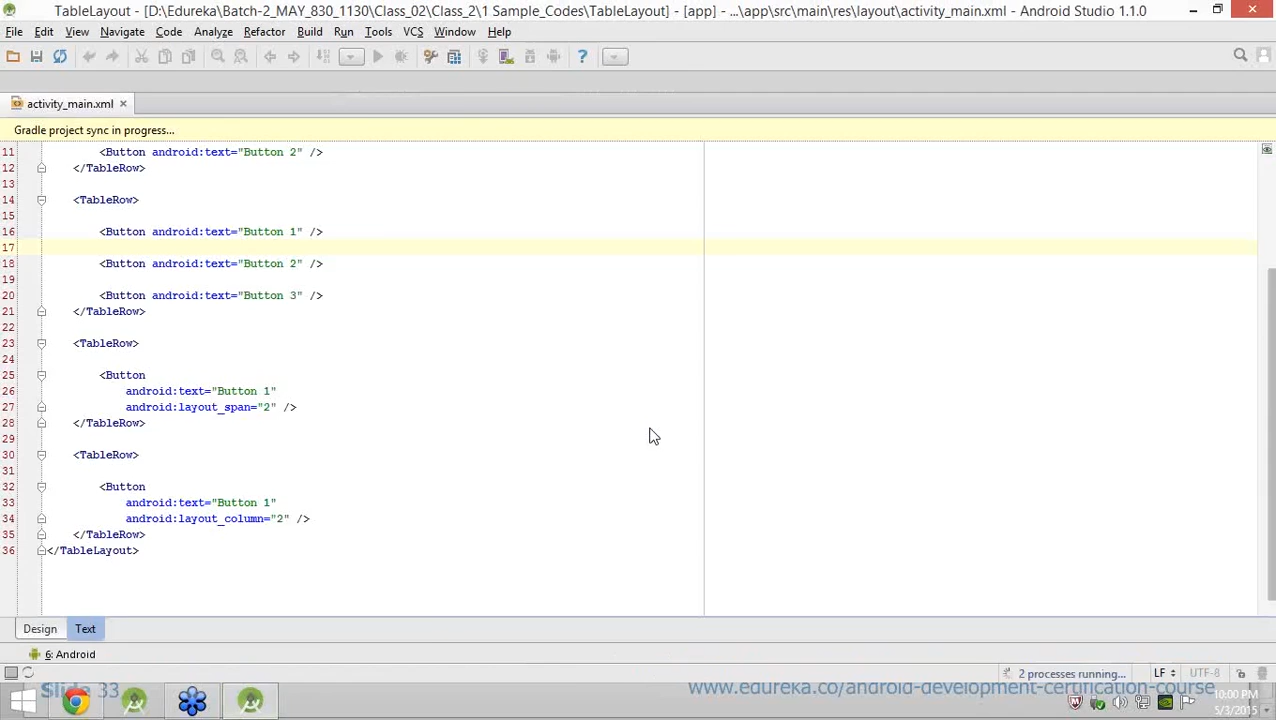 TableLayout - [D:\Edureka\Batch-2_MAY_830_1130\Class_02\Class_2\1 Sample_Codes\TableLayout] - [app] - ...\app\src\main\res\layout\activity_main.xml - Android Studio 1.1.0
File Edit View Navigate Code Analyze Refactor Build Run Tools VCS Window Help
activity_main.xml
Gradle project sync in progress...
11 <Button android:text="Button 2" />
12 </TableRow>
13
14 <TableRow>
15
16 <Button android:text="Button 1" />
17
18 <Button android:text="Button 2" />
19
20 <Button android:text="Button 3" />
21 </TableRow>
22
23 <TableRow>
24
25 <Button
26 android:text="Button 1"
27 android:layout_span="2" />
28 </TableRow>
29
30 <TableRow>
31
32 <Button
33 android:text="Button 1"
34 android:layout_column="2" />
35 </TableRow>
36 </TableLayout>
Design Text
6: Android
2 processes running... LF UTF-8
Slide 33 www.edureka.co/android-development-certification-course
10:00 PM
5/3/2015